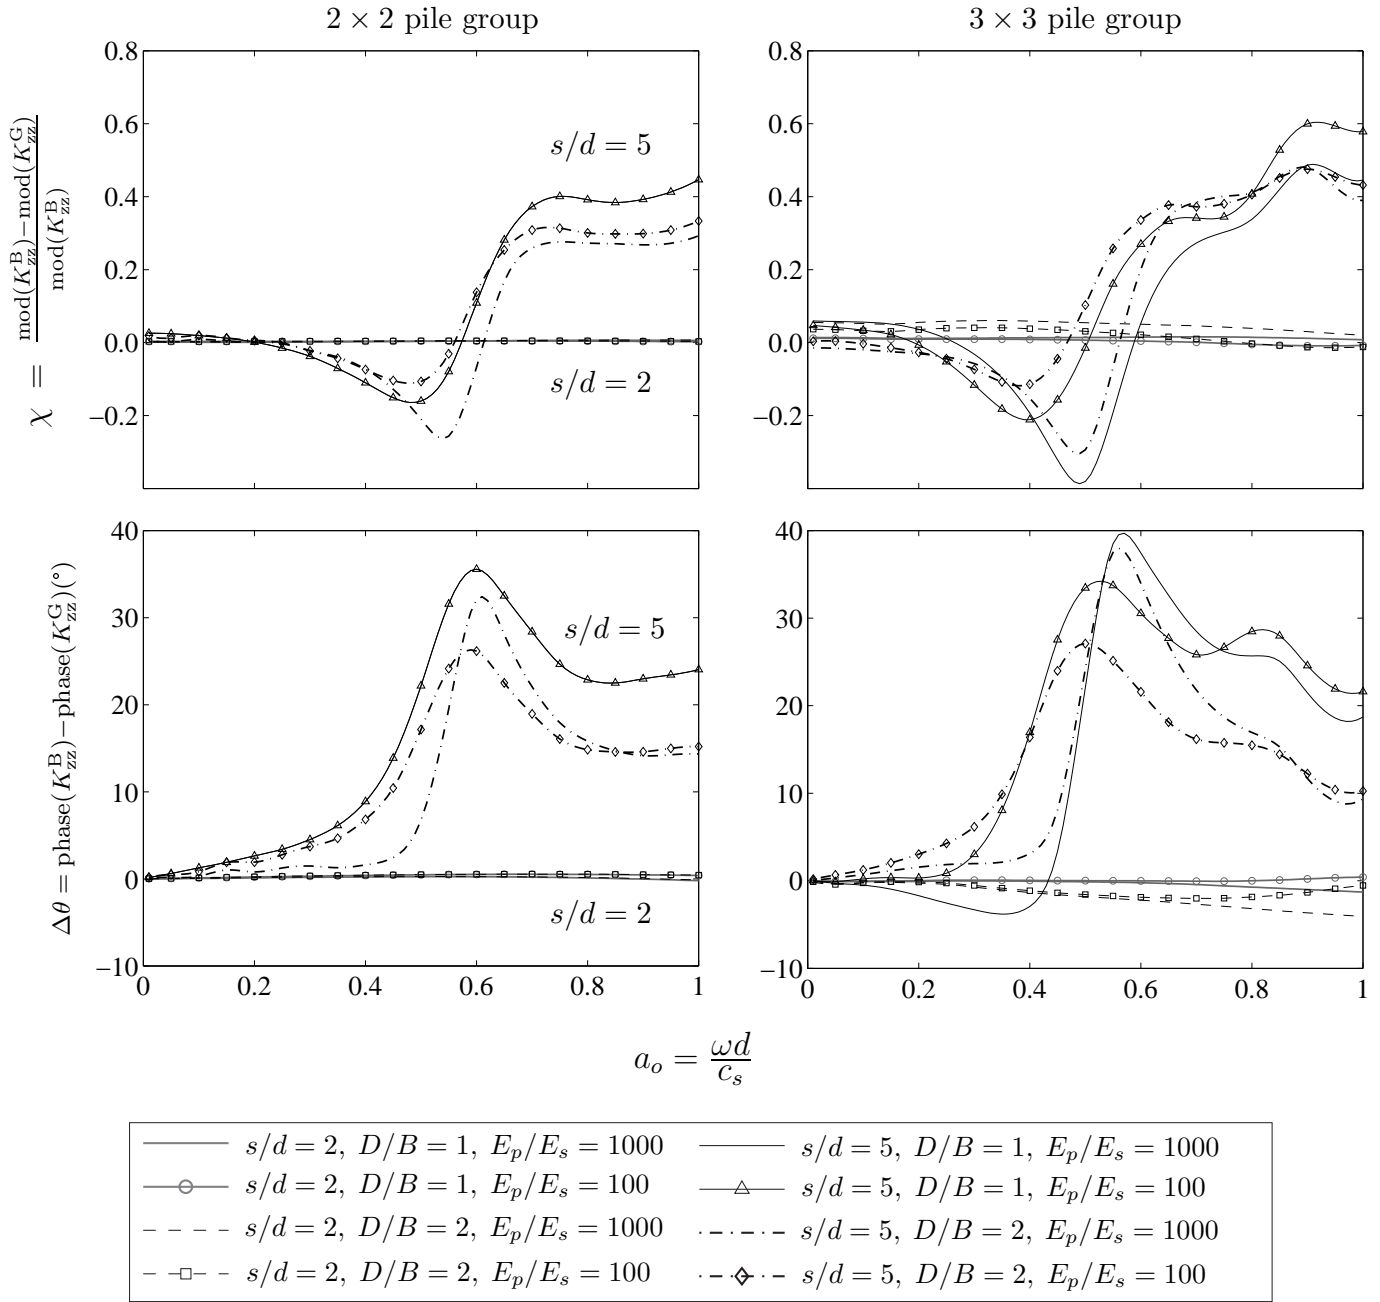 2 × 2 pile group
3 × 3 pile group
χ = mod(K_zz^B)−mod(K_zz^G) / mod(K_zz^B)
0.8
0.6
0.4
0.2
0.0
−0.2
s/d = 5
s/d = 2
0.8
0.6
0.4
0.2
0.0
−0.2
Δθ = phase(K_zz^B)−phase(K_zz^G)(°)
40
30
20
10
0
−10
s/d = 5
s/d = 2
0 0.2 0.4 0.6 0.8 1
40
30
20
10
0
−10
0 0.2 0.4 0.6 0.8 1
a_o = ωd / c_s
s/d = 2, D/B = 1, E_p/E_s = 1000
s/d = 2, D/B = 1, E_p/E_s = 100
s/d = 2, D/B = 2, E_p/E_s = 1000
s/d = 2, D/B = 2, E_p/E_s = 100
s/d = 5, D/B = 1, E_p/E_s = 1000
s/d = 5, D/B = 1, E_p/E_s = 100
s/d = 5, D/B = 2, E_p/E_s = 1000
s/d = 5, D/B = 2, E_p/E_s = 100